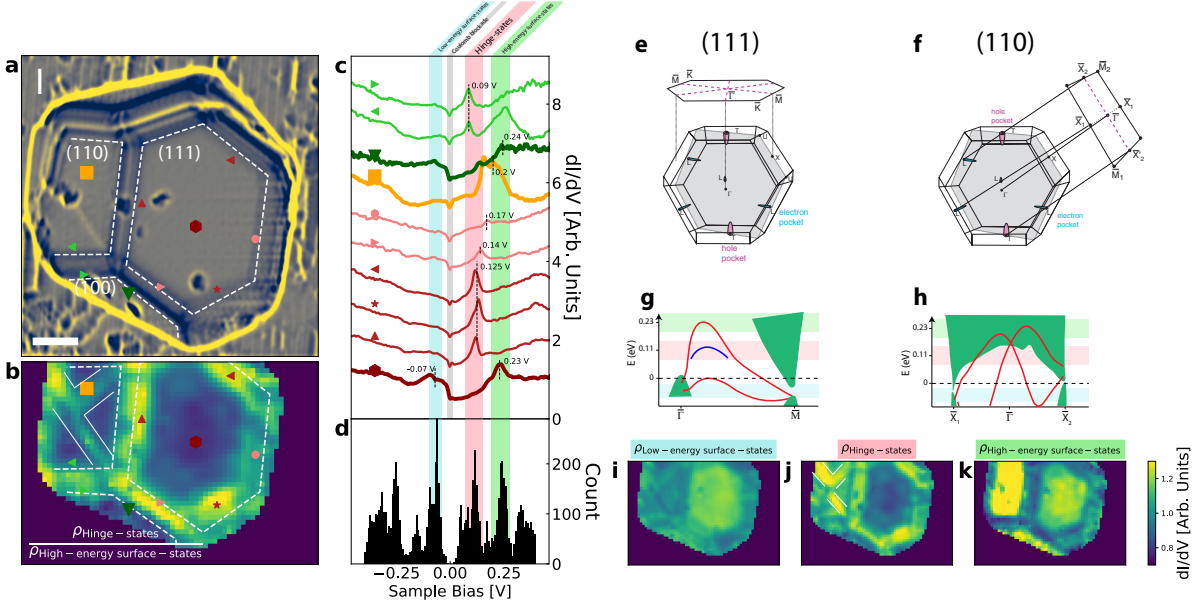 Low-energy surface-states
Coulomb blockade
Hinge-states
High-energy surface-states
a
(110)
(111)
(100)
b
ρHinge−states
ρHigh−energy surface−states
c
0.09 V
0.24 V
0.2 V
0.17 V
0.14 V
0.125 V
-0.07 V
0.23 V
8
6
4
2
0
dI/dV [Arb. Units]
d
200
100
0
Count
−0.25
0.00
0.25
Sample Bias [V]
e
(111)
M̅
K̅
Γ̅
K̅
M̅
T
U
X
L
Γ
L
L
electron
pocket
T
hole
pocket
f
(110)
X̅₂
M̅₂
X̅₁
X̅₁
Γ̅
X̅₂
M̅₁
hole
pocket
T
L
X
L
Γ
L
L
electron
pocket
T
hole
pocket
g
E (eV)
0.23
0.11
0
Γ̅
M̅
h
E (eV)
0.23
0.11
0
X̅₁
Γ̅
X̅₂
ρLow−energy surface−states
i
ρHinge−states
j
ρHigh−energy surface−states
k
1.2
1.0
0.8
dI/dV [Arb. Units]